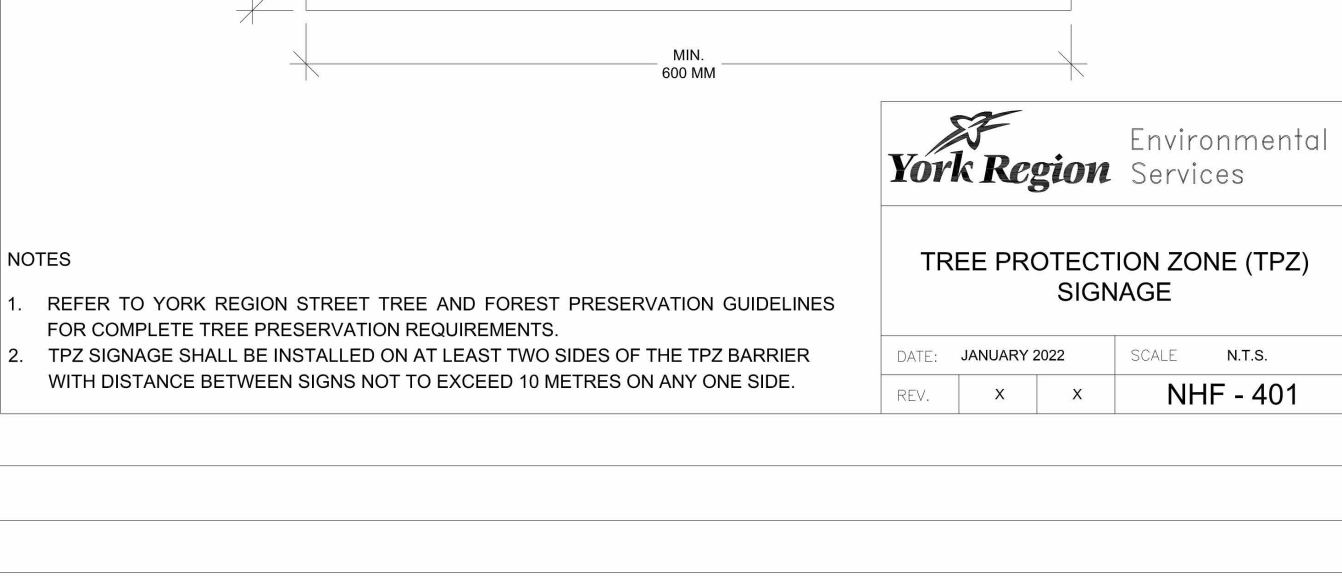 MIN.
600 MM
York Region
Environmental
Services
NOTES
1. REFER TO YORK REGION STREET TREE AND FOREST PRESERVATION GUIDELINES
FOR COMPLETE TREE PRESERVATION REQUIREMENTS.
2. TPZ SIGNAGE SHALL BE INSTALLED ON AT LEAST TWO SIDES OF THE TPZ BARRIER
WITH DISTANCE BETWEEN SIGNS NOT TO EXCEED 10 METRES ON ANY ONE SIDE.
TREE PROTECTION ZONE (TPZ)
SIGNAGE
DATE: JANUARY 2022 SCALE N.T.S.
REV. X X NHF - 401